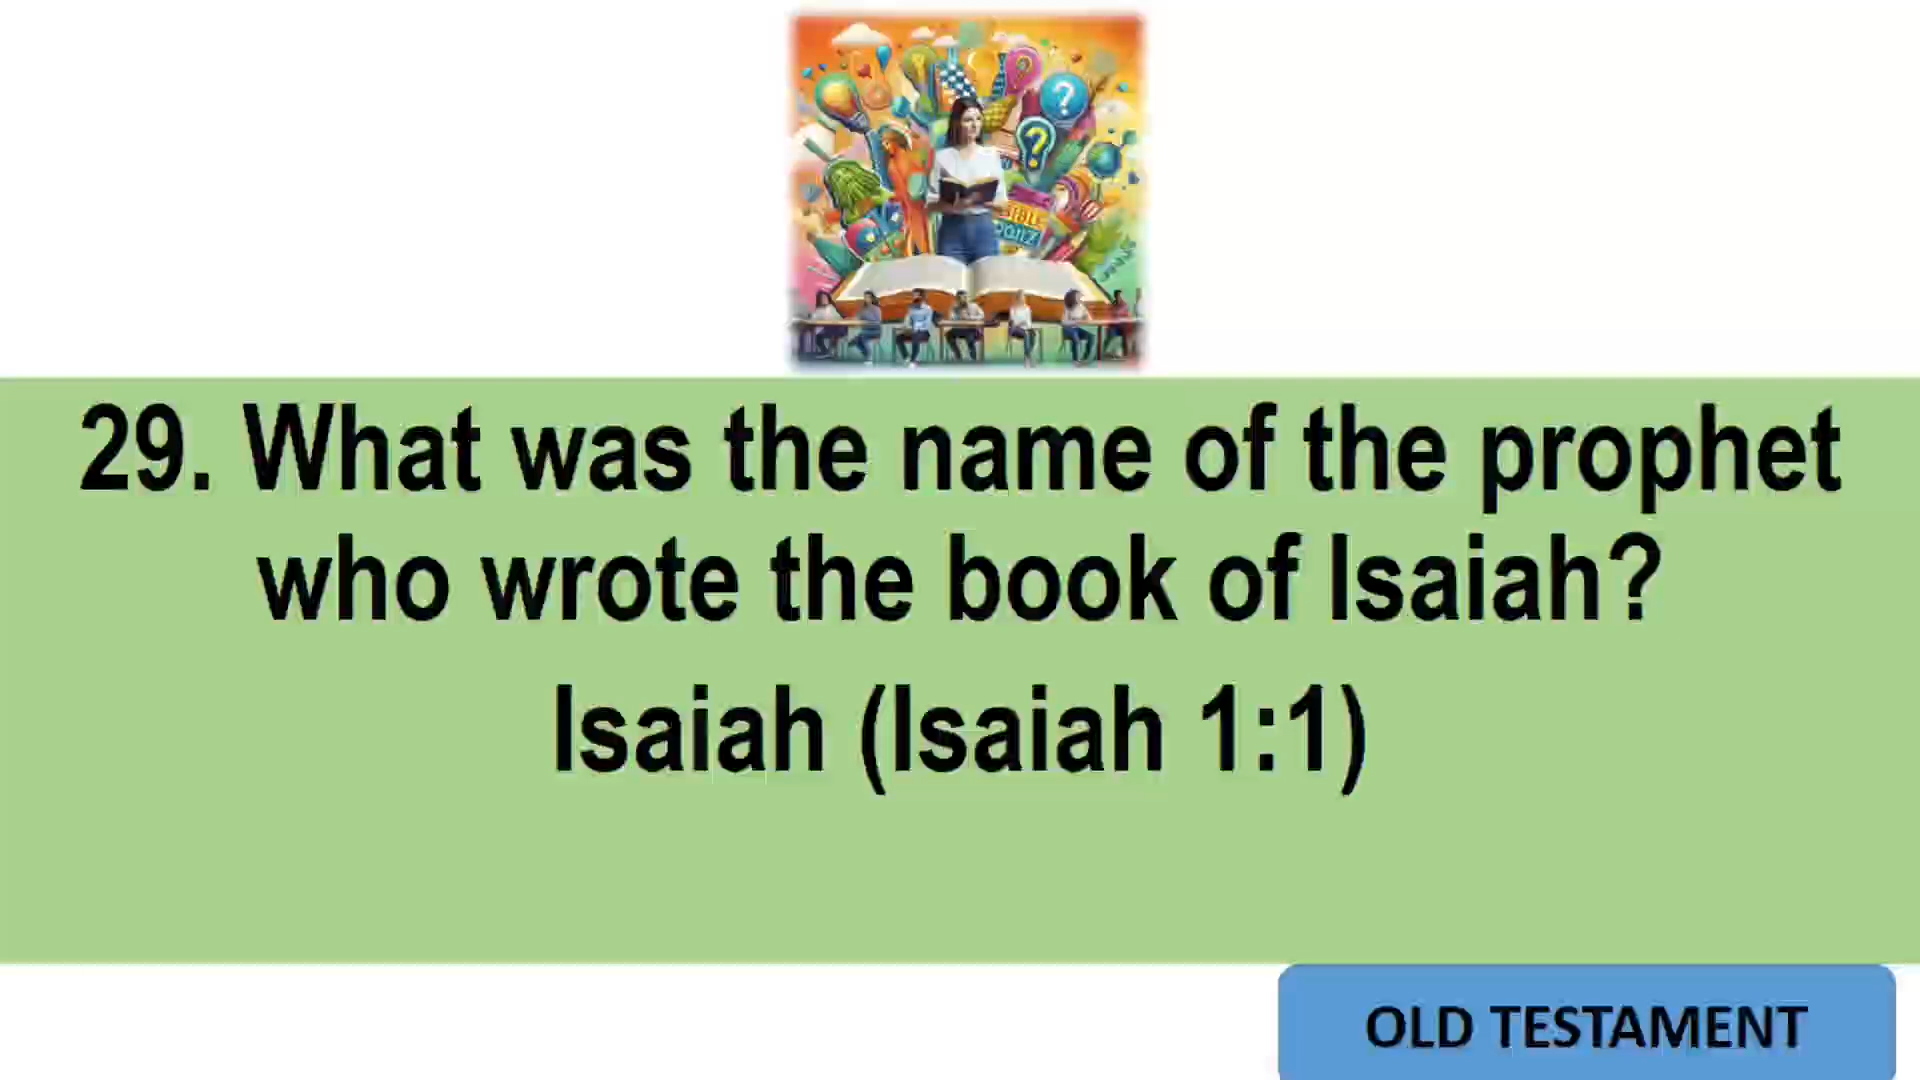 29. What was the name of the prophet
who wrote the book of Isaiah?
Isaiah (Isaiah 1:1)
OLD TESTAMENT